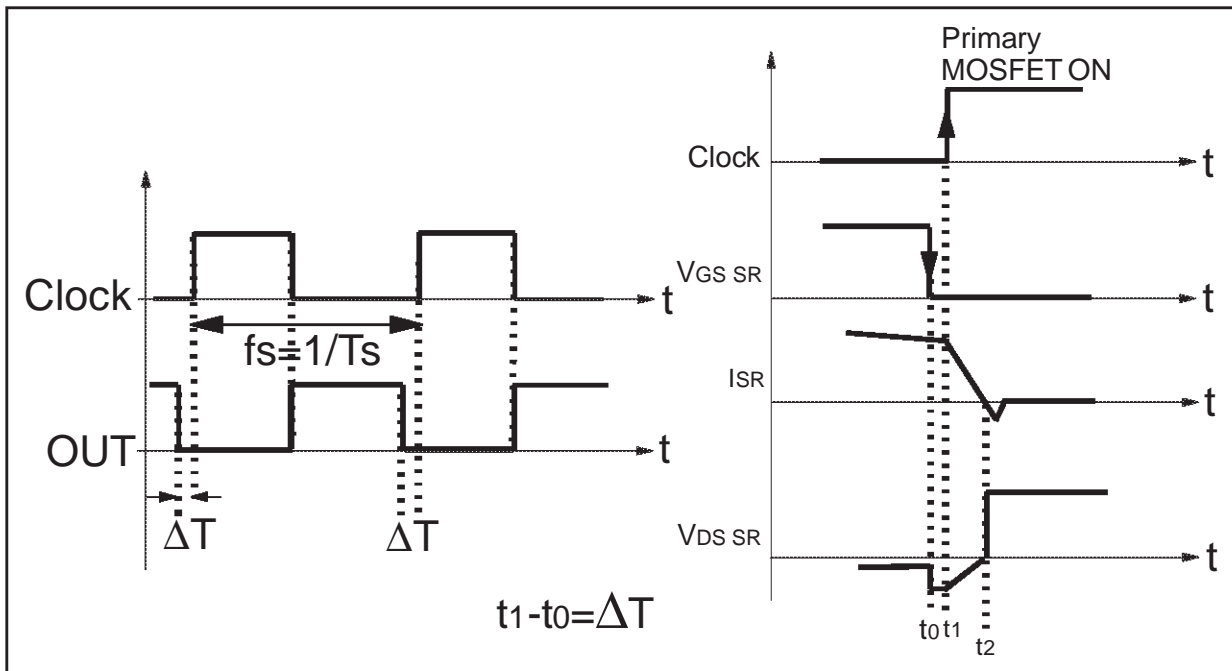 Clock
t
fs=1/Ts
OUT
t
ΔT
ΔT
t1-t0=ΔT
Primary
MOSFET ON
Clock
t
VGS SR
t
ISR
t
VDS SR
t
t0 t1
t2